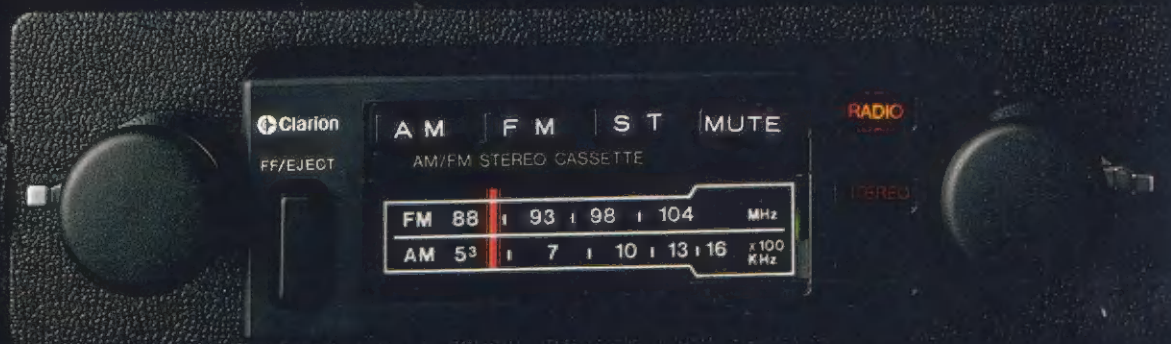 Clarion
AM FM ST MUTE
RADIO
FF/EJECT
AM/FM STEREO CASSETTE
STEREO
FM 88 93 98 104 MHz
AM 53 7 10 13 16 x100 KHz